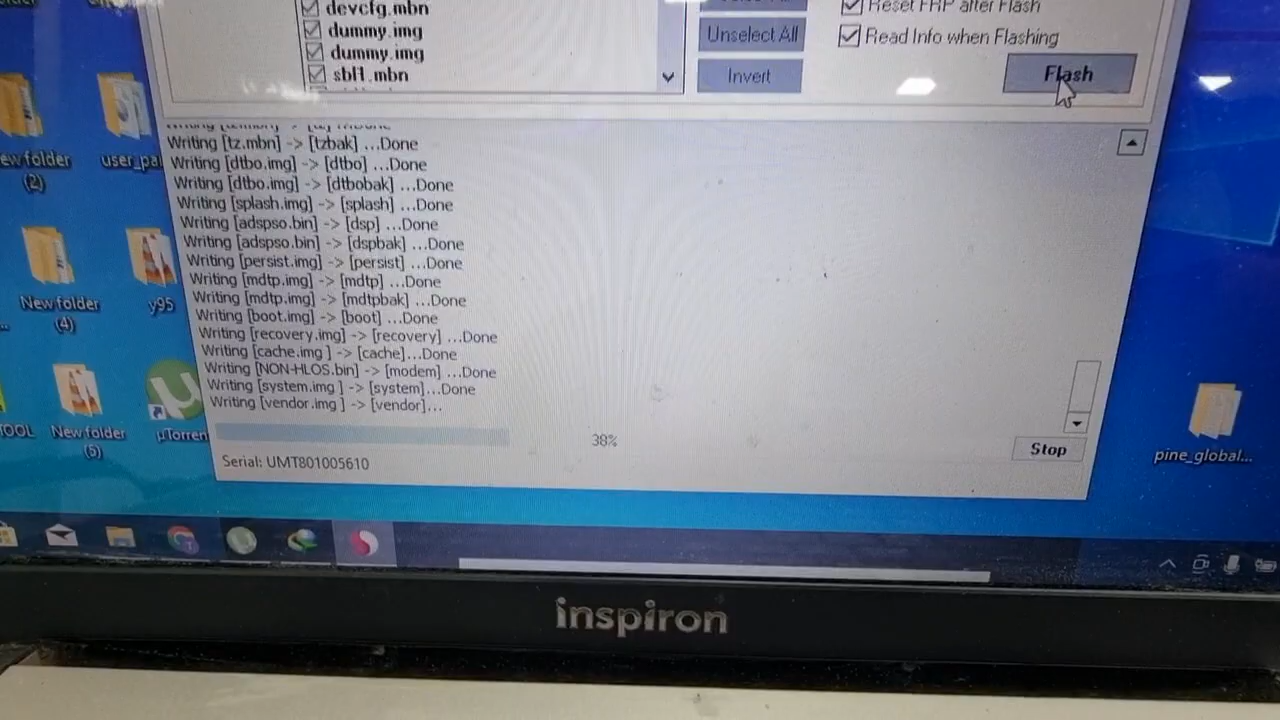 devcfg.mbn
dummy.img
dummy.img
sbl1.mbn
Unselect All
Invert
Reset FRP after Flash
Read Info when Flashing
Flash
Writing [tz.mbn] -> [tzbak] ...Done
Writing [dtbo.img] -> [dtbo] ...Done
Writing [dtbo.img] -> [dtbobak] ...Done
Writing [splash.img] -> [splash] ...Done
Writing [adspso.bin] -> [dsp] ...Done
Writing [adspso.bin] -> [dspbak] ...Done
Writing [persist.img] -> [persist] ...Done
Writing [mdtp.img] -> [mdtp] ...Done
Writing [mdtp.img] -> [mdtpbak] ...Done
Writing [boot.img] -> [boot] ...Done
Writing [recovery.img] -> [recovery] ...Done
Writing [cache.img ] -> [cache]...Done
Writing [NON-HLOS.bin] -> [modem] ...Done
Writing [system.img ] -> [system]...Done
Writing [vendor.img ] -> [vendor]...
38%
Stop
Serial: UMT801005610
ew folder
(2)
user_pa
New folder
(4)
y95
OOL
New folder
(5)
µTorren
pine_global...
inspiron